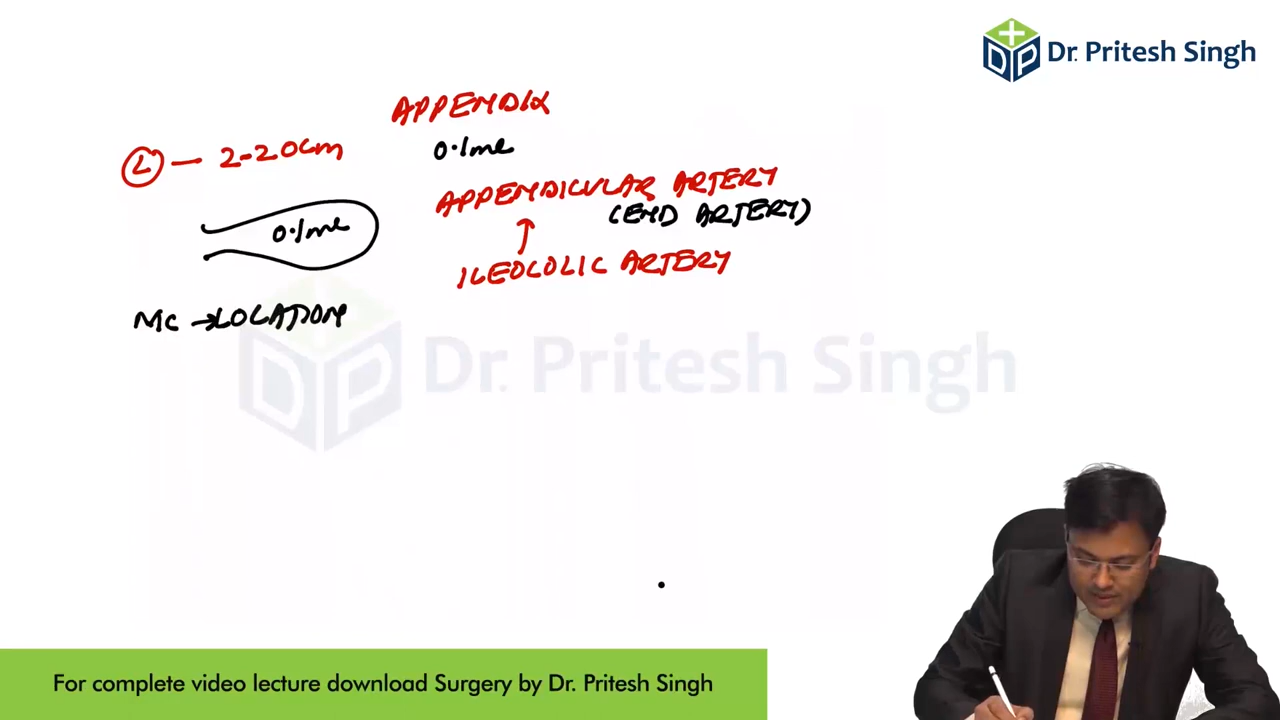 Dr. Pritesh Singh
APPENDIX
L — 2-20cm
0.1ml
APPENDICULAR ARTERY
(END ARTERY)
0.1ml
ILEOCOLIC ARTERY
MC → LOCATION
DP Dr. Pritesh Singh
For complete video lecture download Surgery by Dr. Pritesh Singh